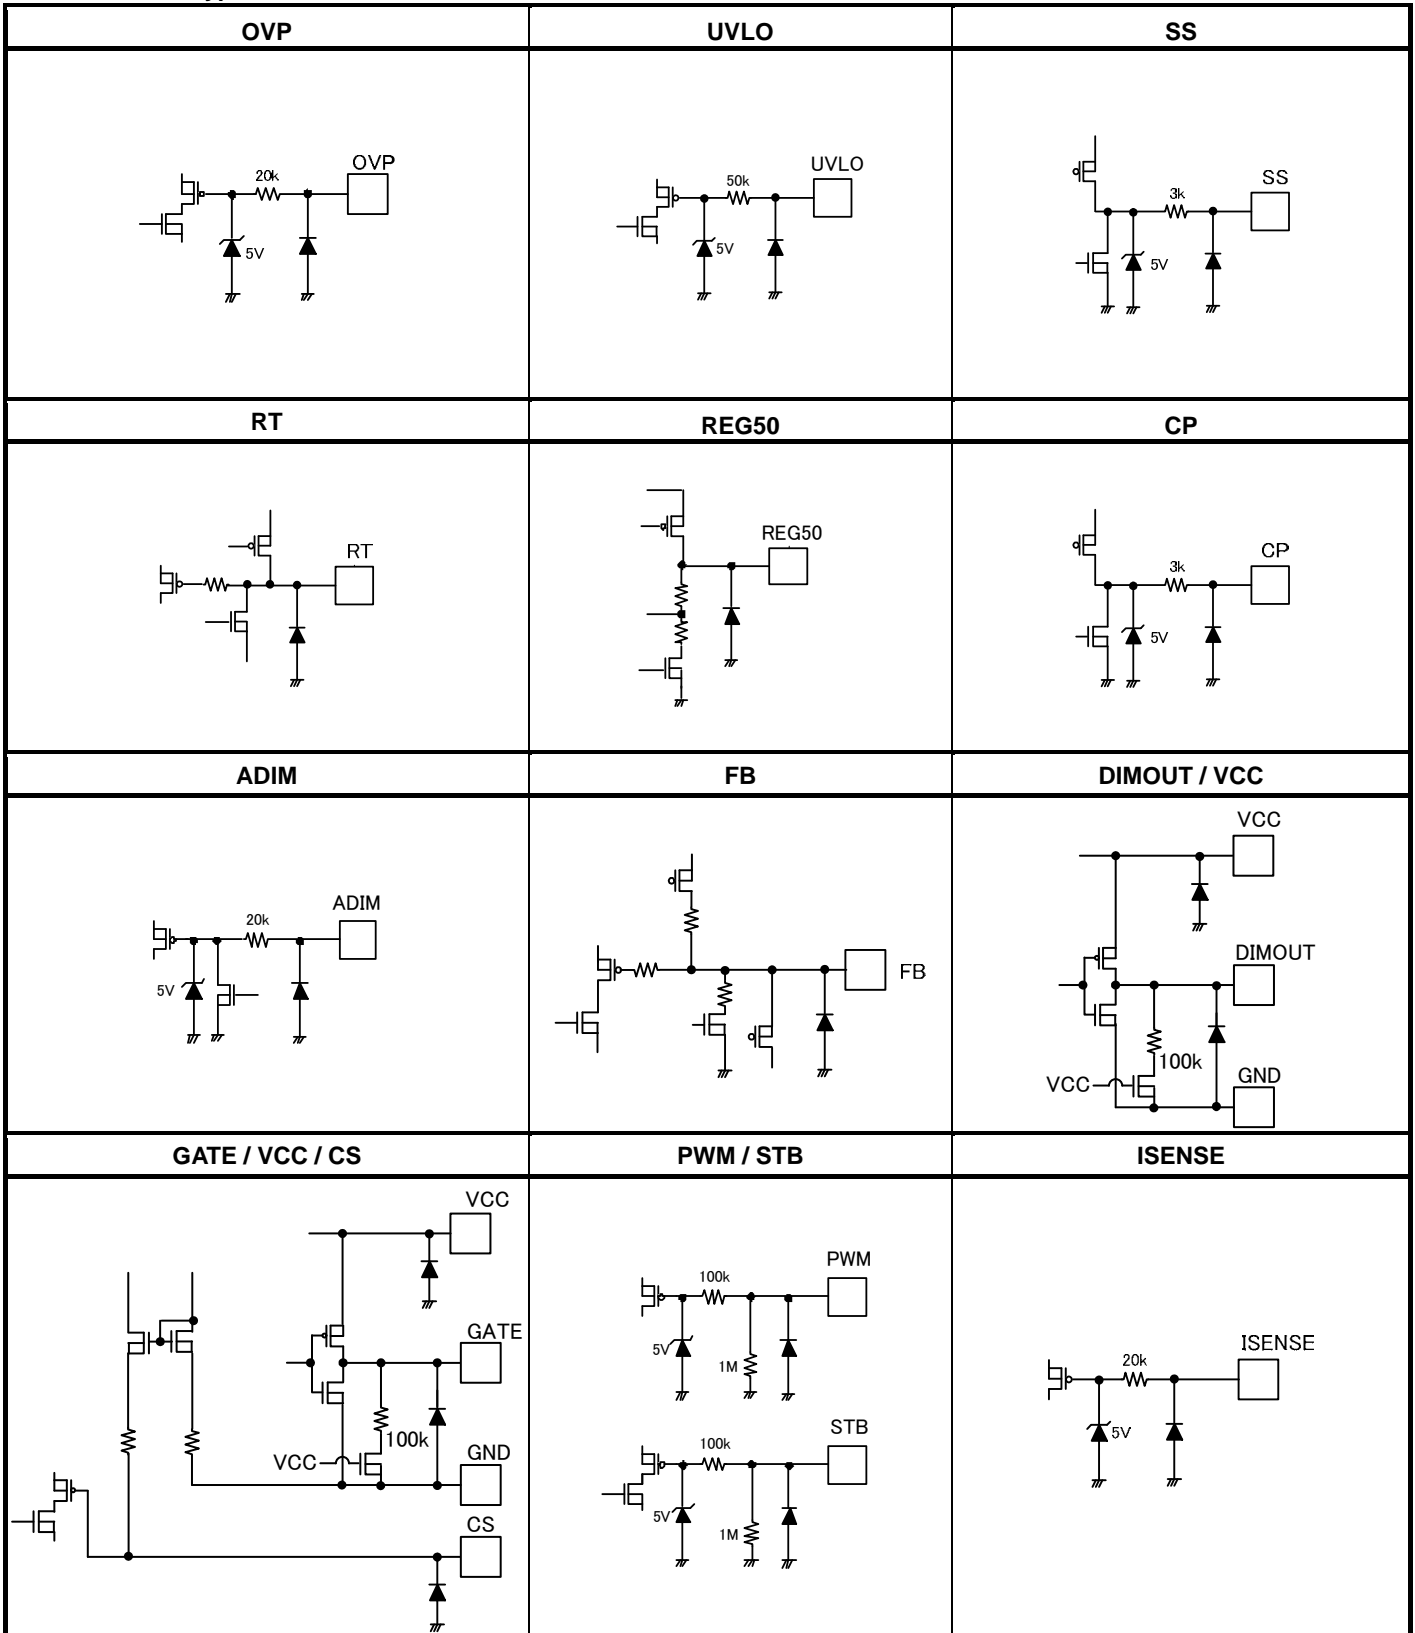 OVP
UVLO
SS
OVP
20k
5V
UVLO
50k
5V
SS
3k
5V
RT
REG50
CP
RT
REG50
CP
3k
5V
ADIM
FB
DIMOUT / VCC
ADIM
20k
5V
FB
VCC
DIMOUT
100k
VCC
GND
GATE / VCC / CS
PWM / STB
ISENSE
VCC
GATE
100k
VCC
GND
CS
PWM
100k
5V
1M
STB
100k
5V
1M
ISENSE
20k
5V